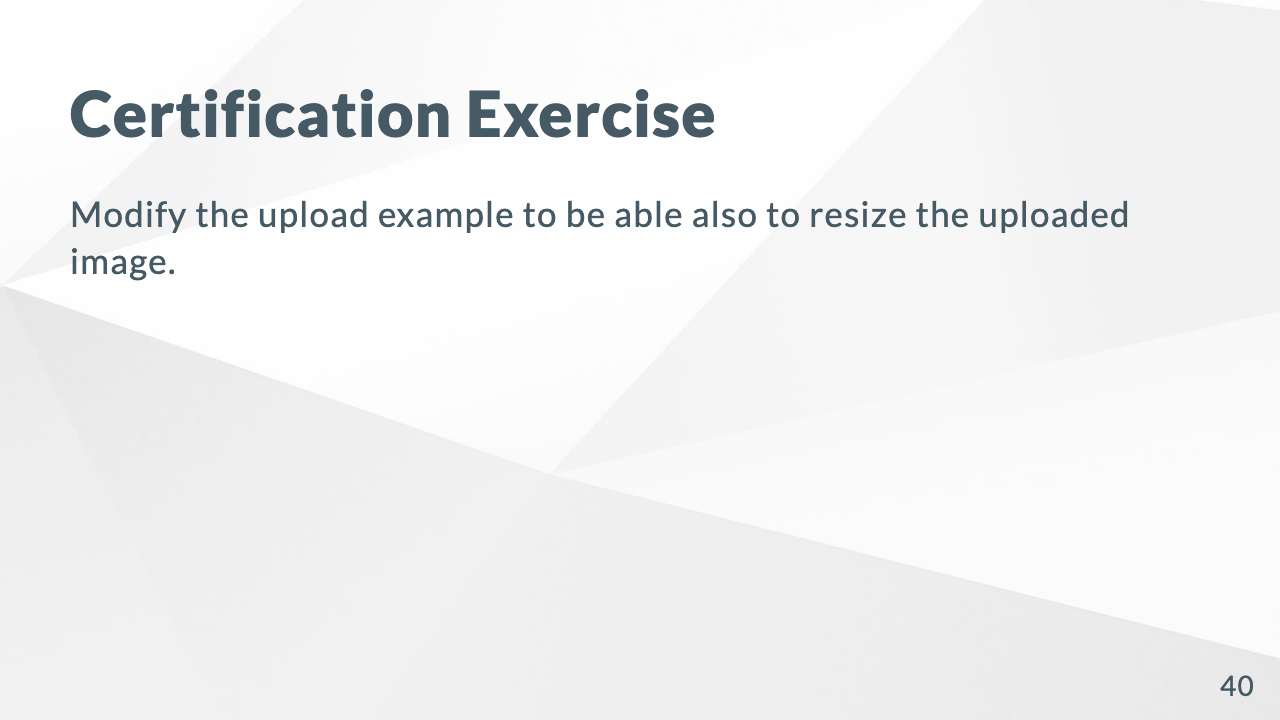 Certification Exercise
Modify the upload example to be able also to resize the uploaded
image.
40